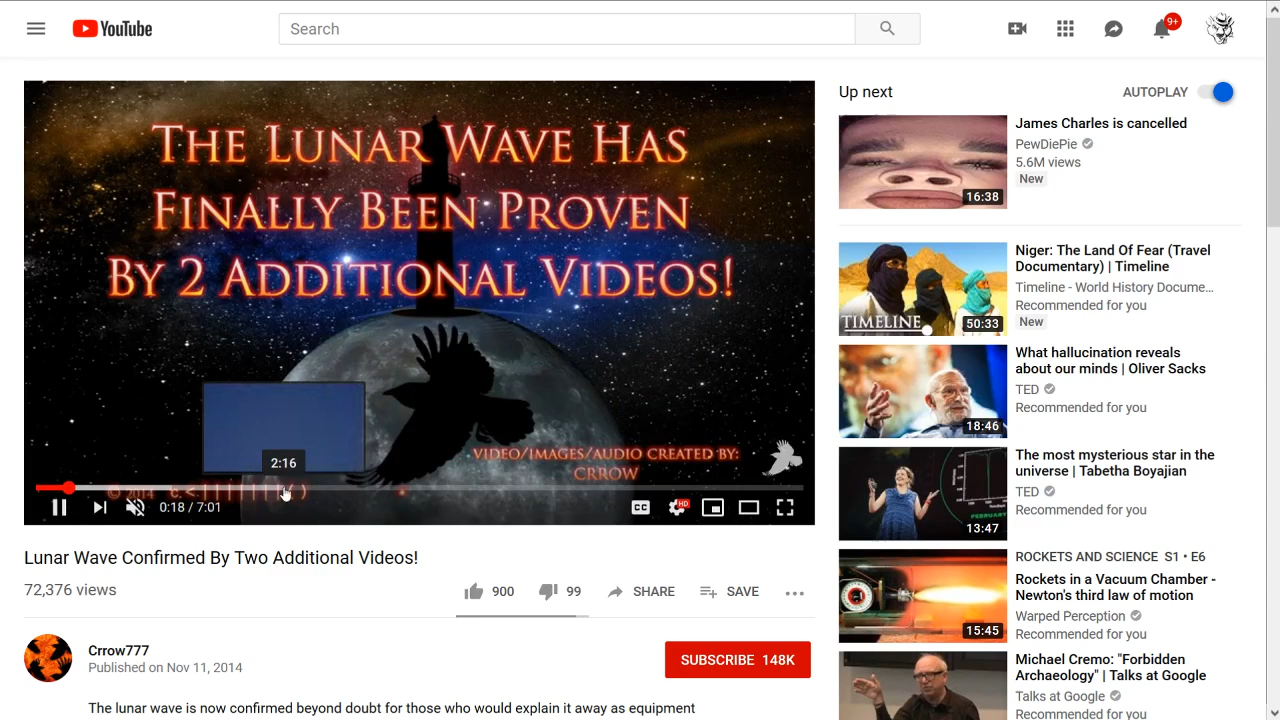 YouTube
Search
9+
THE LUNAR WAVE HAS
FINALLY BEEN PROVEN
BY 2 ADDITIONAL VIDEOS!
VIDEO/IMAGES/AUDIO CREATED BY:
CRROW
2:16
© 2014
0:18 / 7:01
CC
HD
Lunar Wave Confirmed By Two Additional Videos!
72,376 views
900
99
SHARE
SAVE
Crrow777
Published on Nov 11, 2014
SUBSCRIBE 148K
The lunar wave is now confirmed beyond doubt for those who would explain it away as equipment
Up next
AUTOPLAY
James Charles is cancelled
PewDiePie
5.6M views
New
16:38
Niger: The Land Of Fear (Travel
Documentary) | Timeline
Timeline - World History Docume...
Recommended for you
New
TIMELINE
50:33
What hallucination reveals
about our minds | Oliver Sacks
TED
Recommended for you
18:46
The most mysterious star in the
universe | Tabetha Boyajian
TED
Recommended for you
FEBRUARY
13:47
ROCKETS AND SCIENCE S1 • E6
Rockets in a Vacuum Chamber -
Newton's third law of motion
Warped Perception
Recommended for you
15:45
Michael Cremo: "Forbidden
Archaeology" | Talks at Google
Talks at Google
Recommended for you